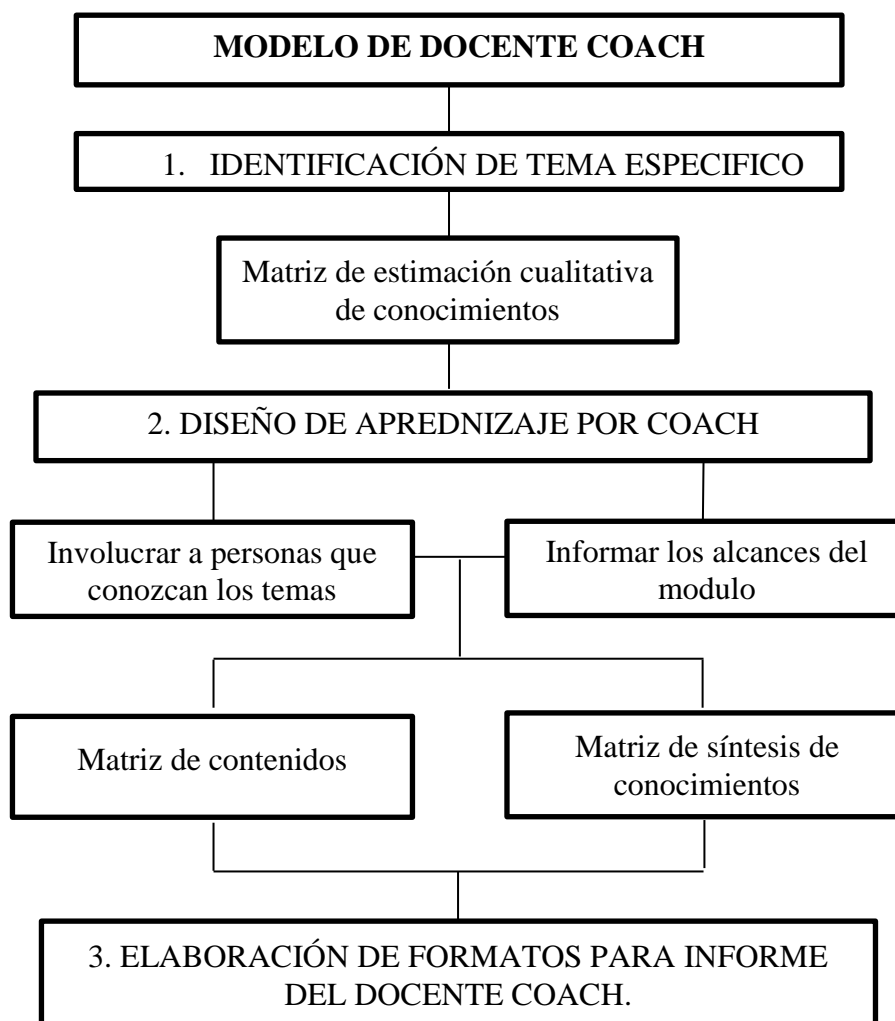 MODELO DE DOCENTE COACH
1. IDENTIFICACIÓN DE TEMA ESPECIFICO
Matriz de estimación cualitativa
de conocimientos
2. DISEÑO DE APREDNIZAJE POR COACH
Involucrar a personas que
conozcan los temas
Informar los alcances del
modulo
Matriz de contenidos
Matriz de síntesis de
conocimientos
3. ELABORACIÓN DE FORMATOS PARA INFORME
DEL DOCENTE COACH.